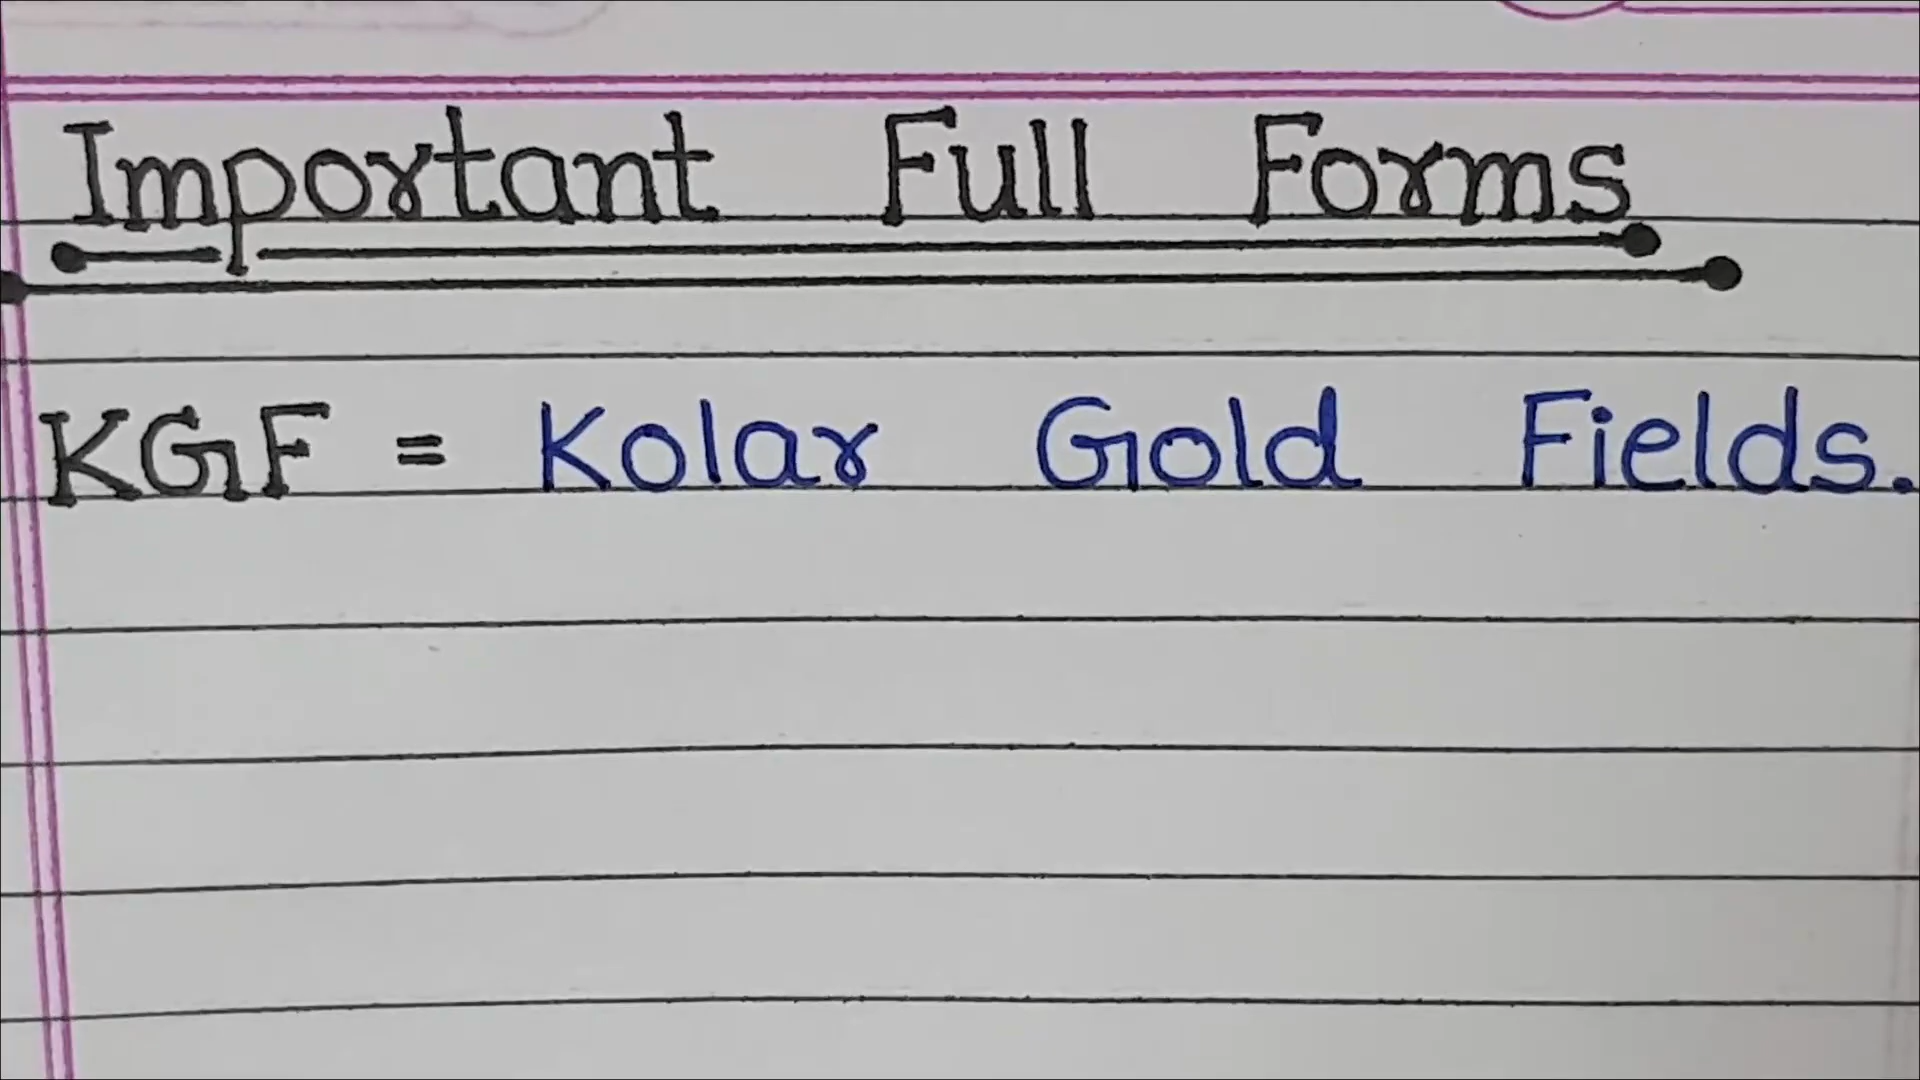 Important Full Forms
KGF = Kolar Gold Fields.